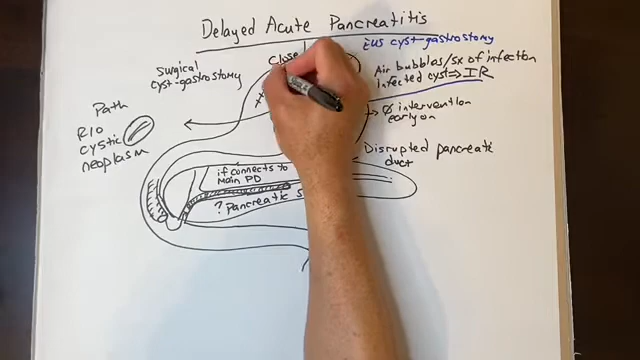 Delayed Acute Pancreatitis
EUS cyst-gastrostomy
Close
Surgical
cyst-gastrostomy
Air bubbles/sx of infection
infected cyst⇒IR
Path
R/O
cystic
neoplasm
→ Ø intervention
early on
Disrupted pancreatic
duct
if connects to
main PD
? Pancreatic